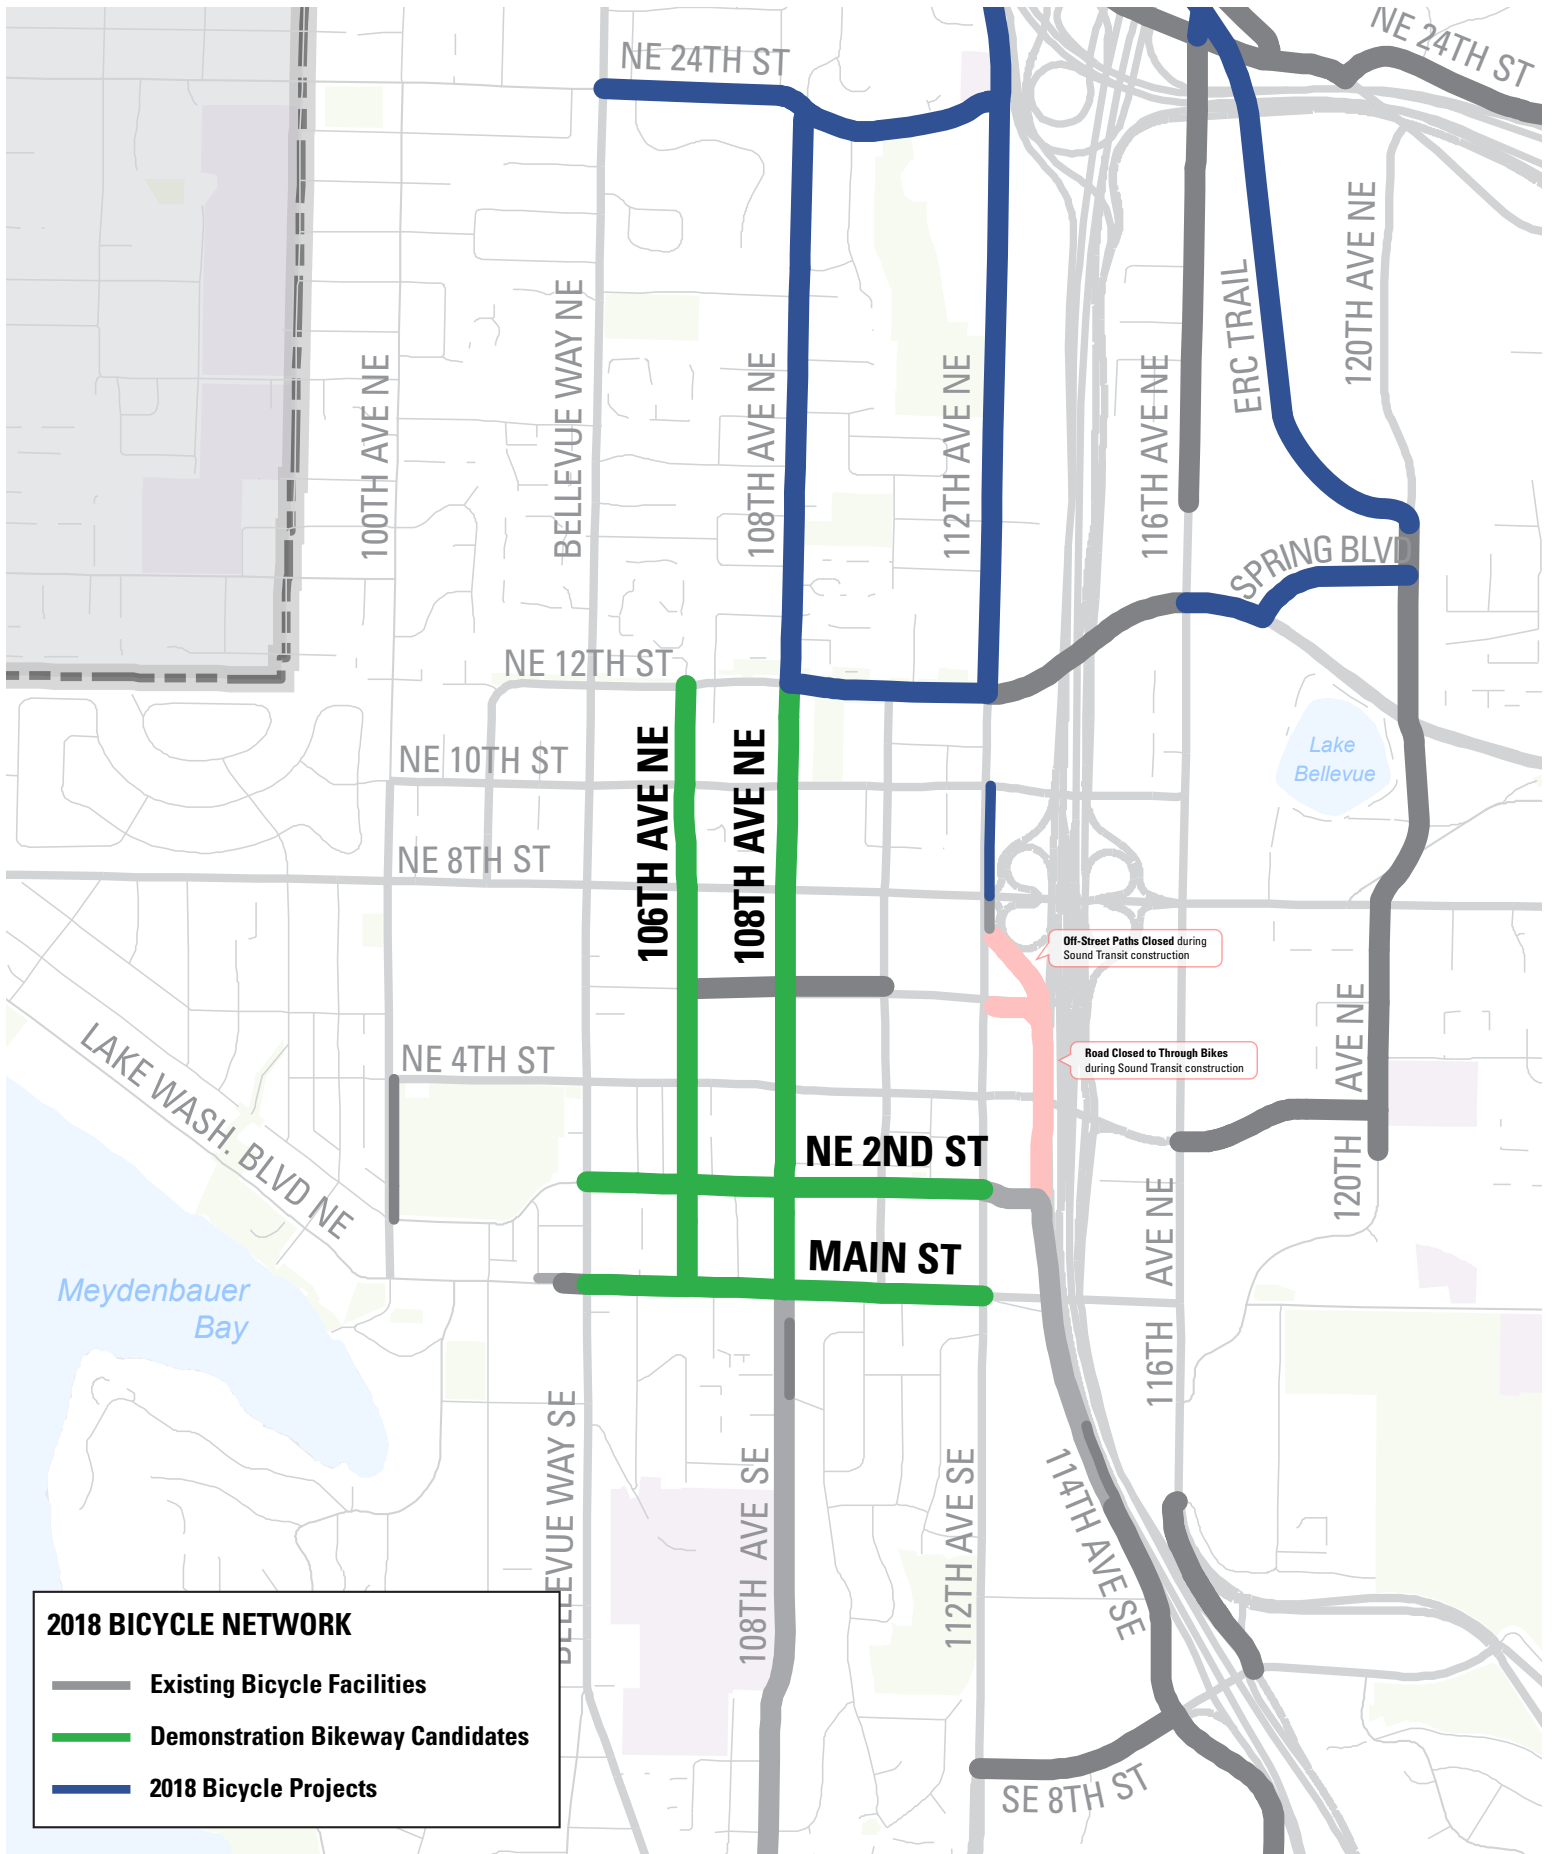 NE 24TH ST
NE 24TH ST
100TH AVE NE
BELLEVUE WAY NE
108TH AVE NE
112TH AVE NE
116TH AVE NE
ERC TRAIL
120TH AVE NE
SPRING BLVD
NE 12TH ST
NE 10TH ST
106TH AVE NE
108TH AVE NE
Lake
Bellevue
NE 8TH ST
Off-Street Paths Closed during
Sound Transit construction
LAKE WASH. BLVD NE
NE 4TH ST
Road Closed to Through Bikes
during Sound Transit construction
120TH AVE NE
NE 2ND ST
116TH AVE NE
MAIN ST
Meydenbauer
Bay
BELLEVUE WAY SE
108TH AVE SE
112TH AVE SE
114TH AVE SE
SE 8TH ST
2018 BICYCLE NETWORK
Existing Bicycle Facilities
Demonstration Bikeway Candidates
2018 Bicycle Projects